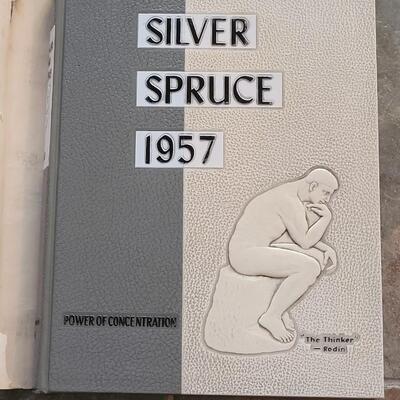 SILVER
SPRUCE
1957
POWER OF CONCENTRATION
"The Thinker"
— Rodin